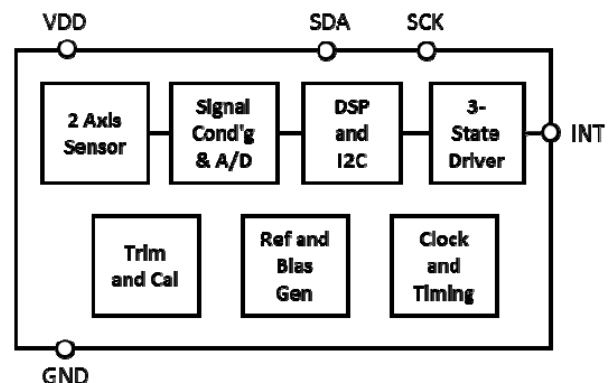 VDD
SDA
SCK
2 Axis
Sensor
Signal
Cond'g
& A/D
DSP
and
I2C
3-
State
Driver
INT
Trim
and Cal
Ref and
Bias
Gen
Clock
and
Timing
GND